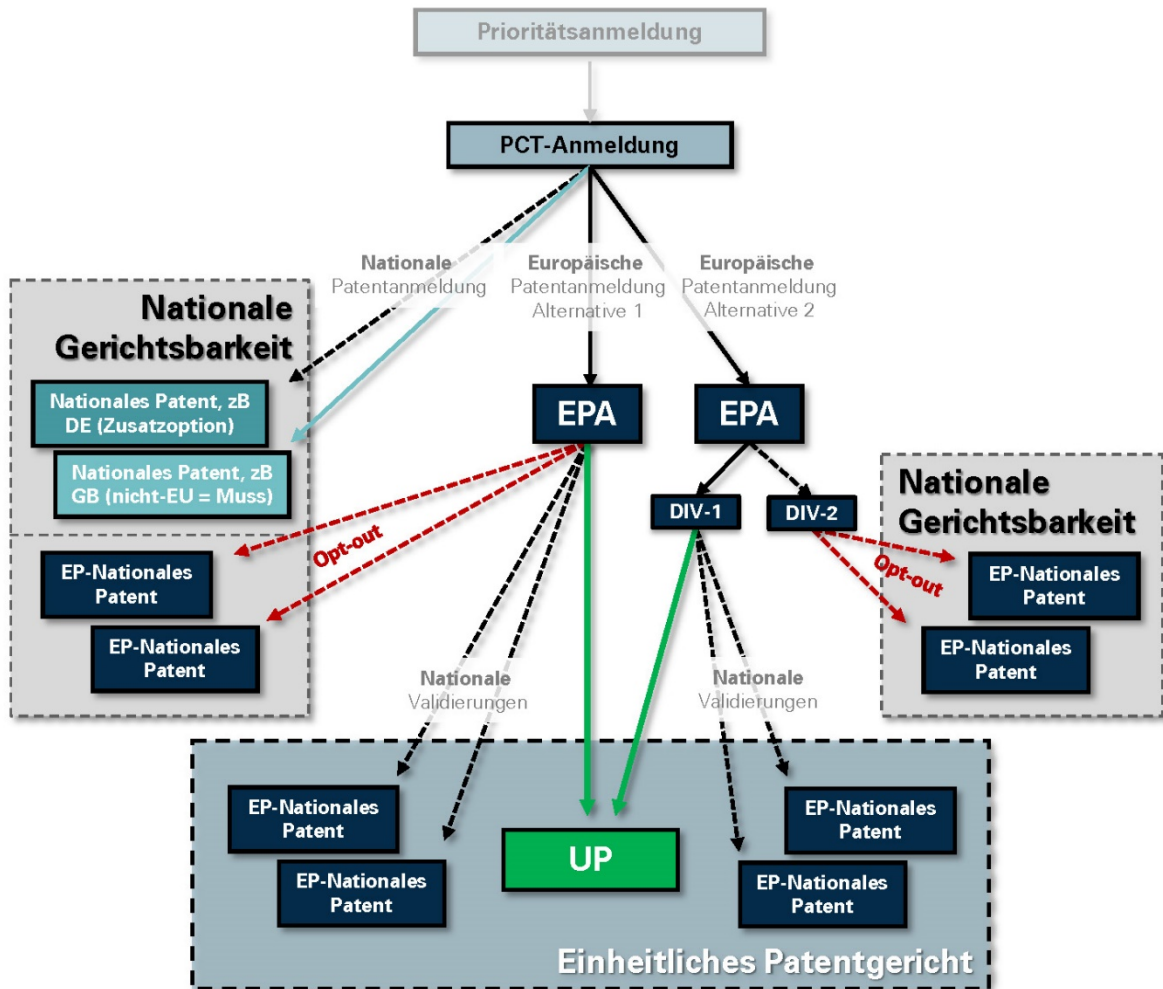 Prioritätsanmeldung
PCT-Anmeldung
Nationale
Patentanmeldung
Europäische
Patentanmeldung
Alternative 1
Europäische
Patentanmeldung
Alternative 2
Nationale
Gerichtsbarkeit
Nationales Patent, zB
DE (Zusatzoption)
Nationales Patent, zB
GB (nicht-EU = Muss)
EPA
EPA
DIV-1
DIV-2
Opt-out
EP-Nationales
Patent
EP-Nationales
Patent
Nationale
Gerichtsbarkeit
Opt-out
EP-Nationales
Patent
EP-Nationales
Patent
Nationale
Validierungen
Nationale
Validierungen
EP-Nationales
Patent
EP-Nationales
Patent
UP
EP-Nationales
Patent
EP-Nationales
Patent
Einheitliches Patentgericht